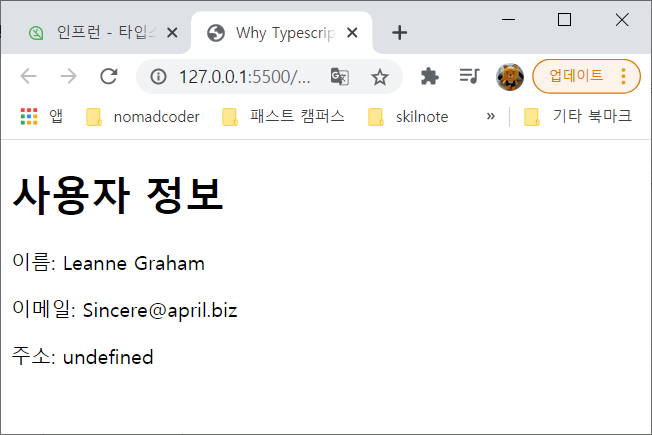 인프런 - 타입
Why Typescrip
127.0.0.1:5500/...
업데이트
앱
nomadcoder
패스트 캠퍼스
skilnote
»
기타 북마크
사용자 정보
이름: Leanne Graham
이메일: Sincere@april.biz
주소: undefined